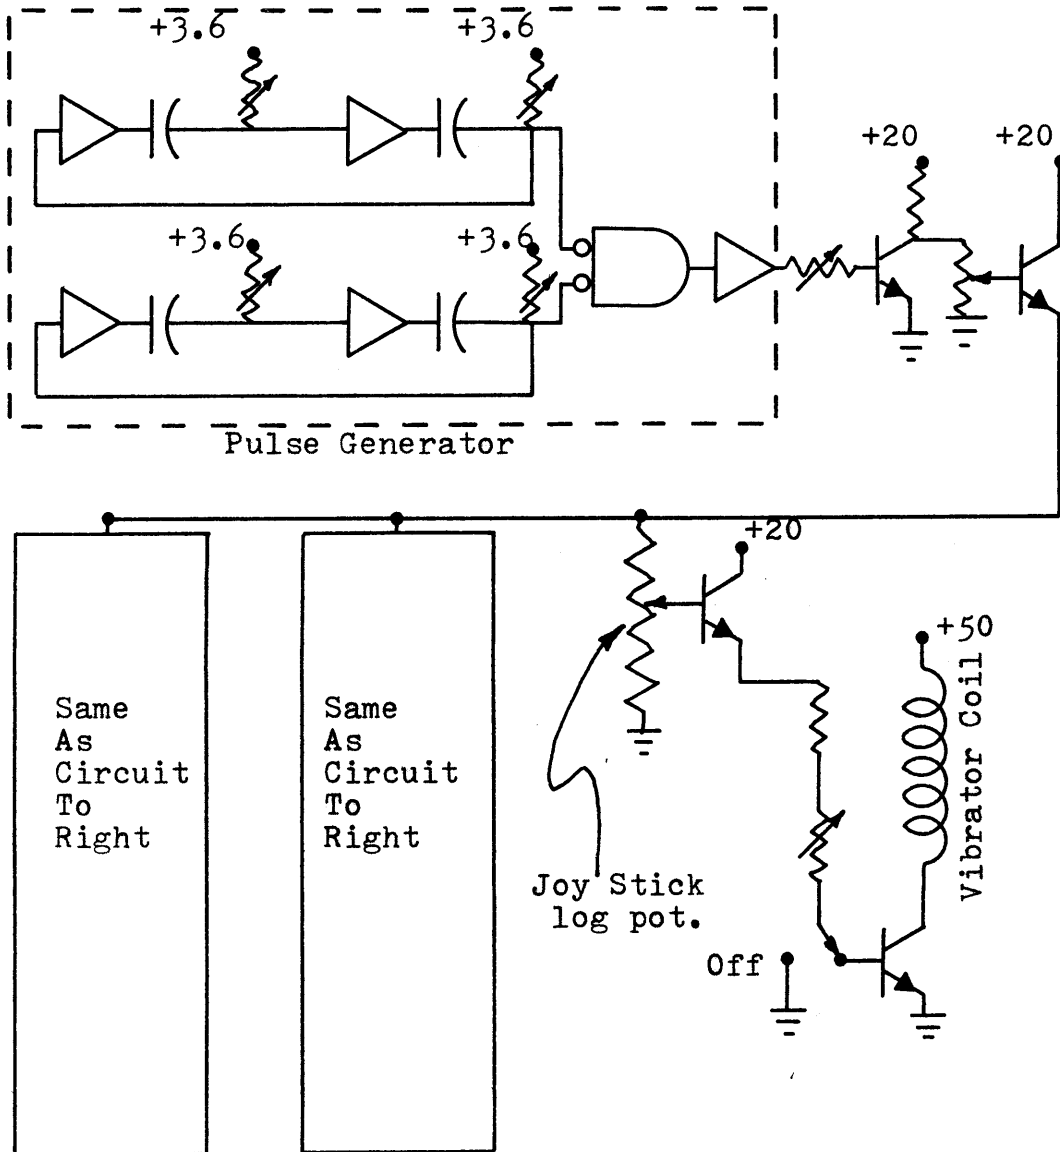 +3.6
+3.6
+20
+20
+3.6
+3.6
Pulse Generator
+20
+50
Vibrator Coil
Same
As
Circuit
To
Right
Same
As
Circuit
To
Right
Joy Stick
log pot.
Off